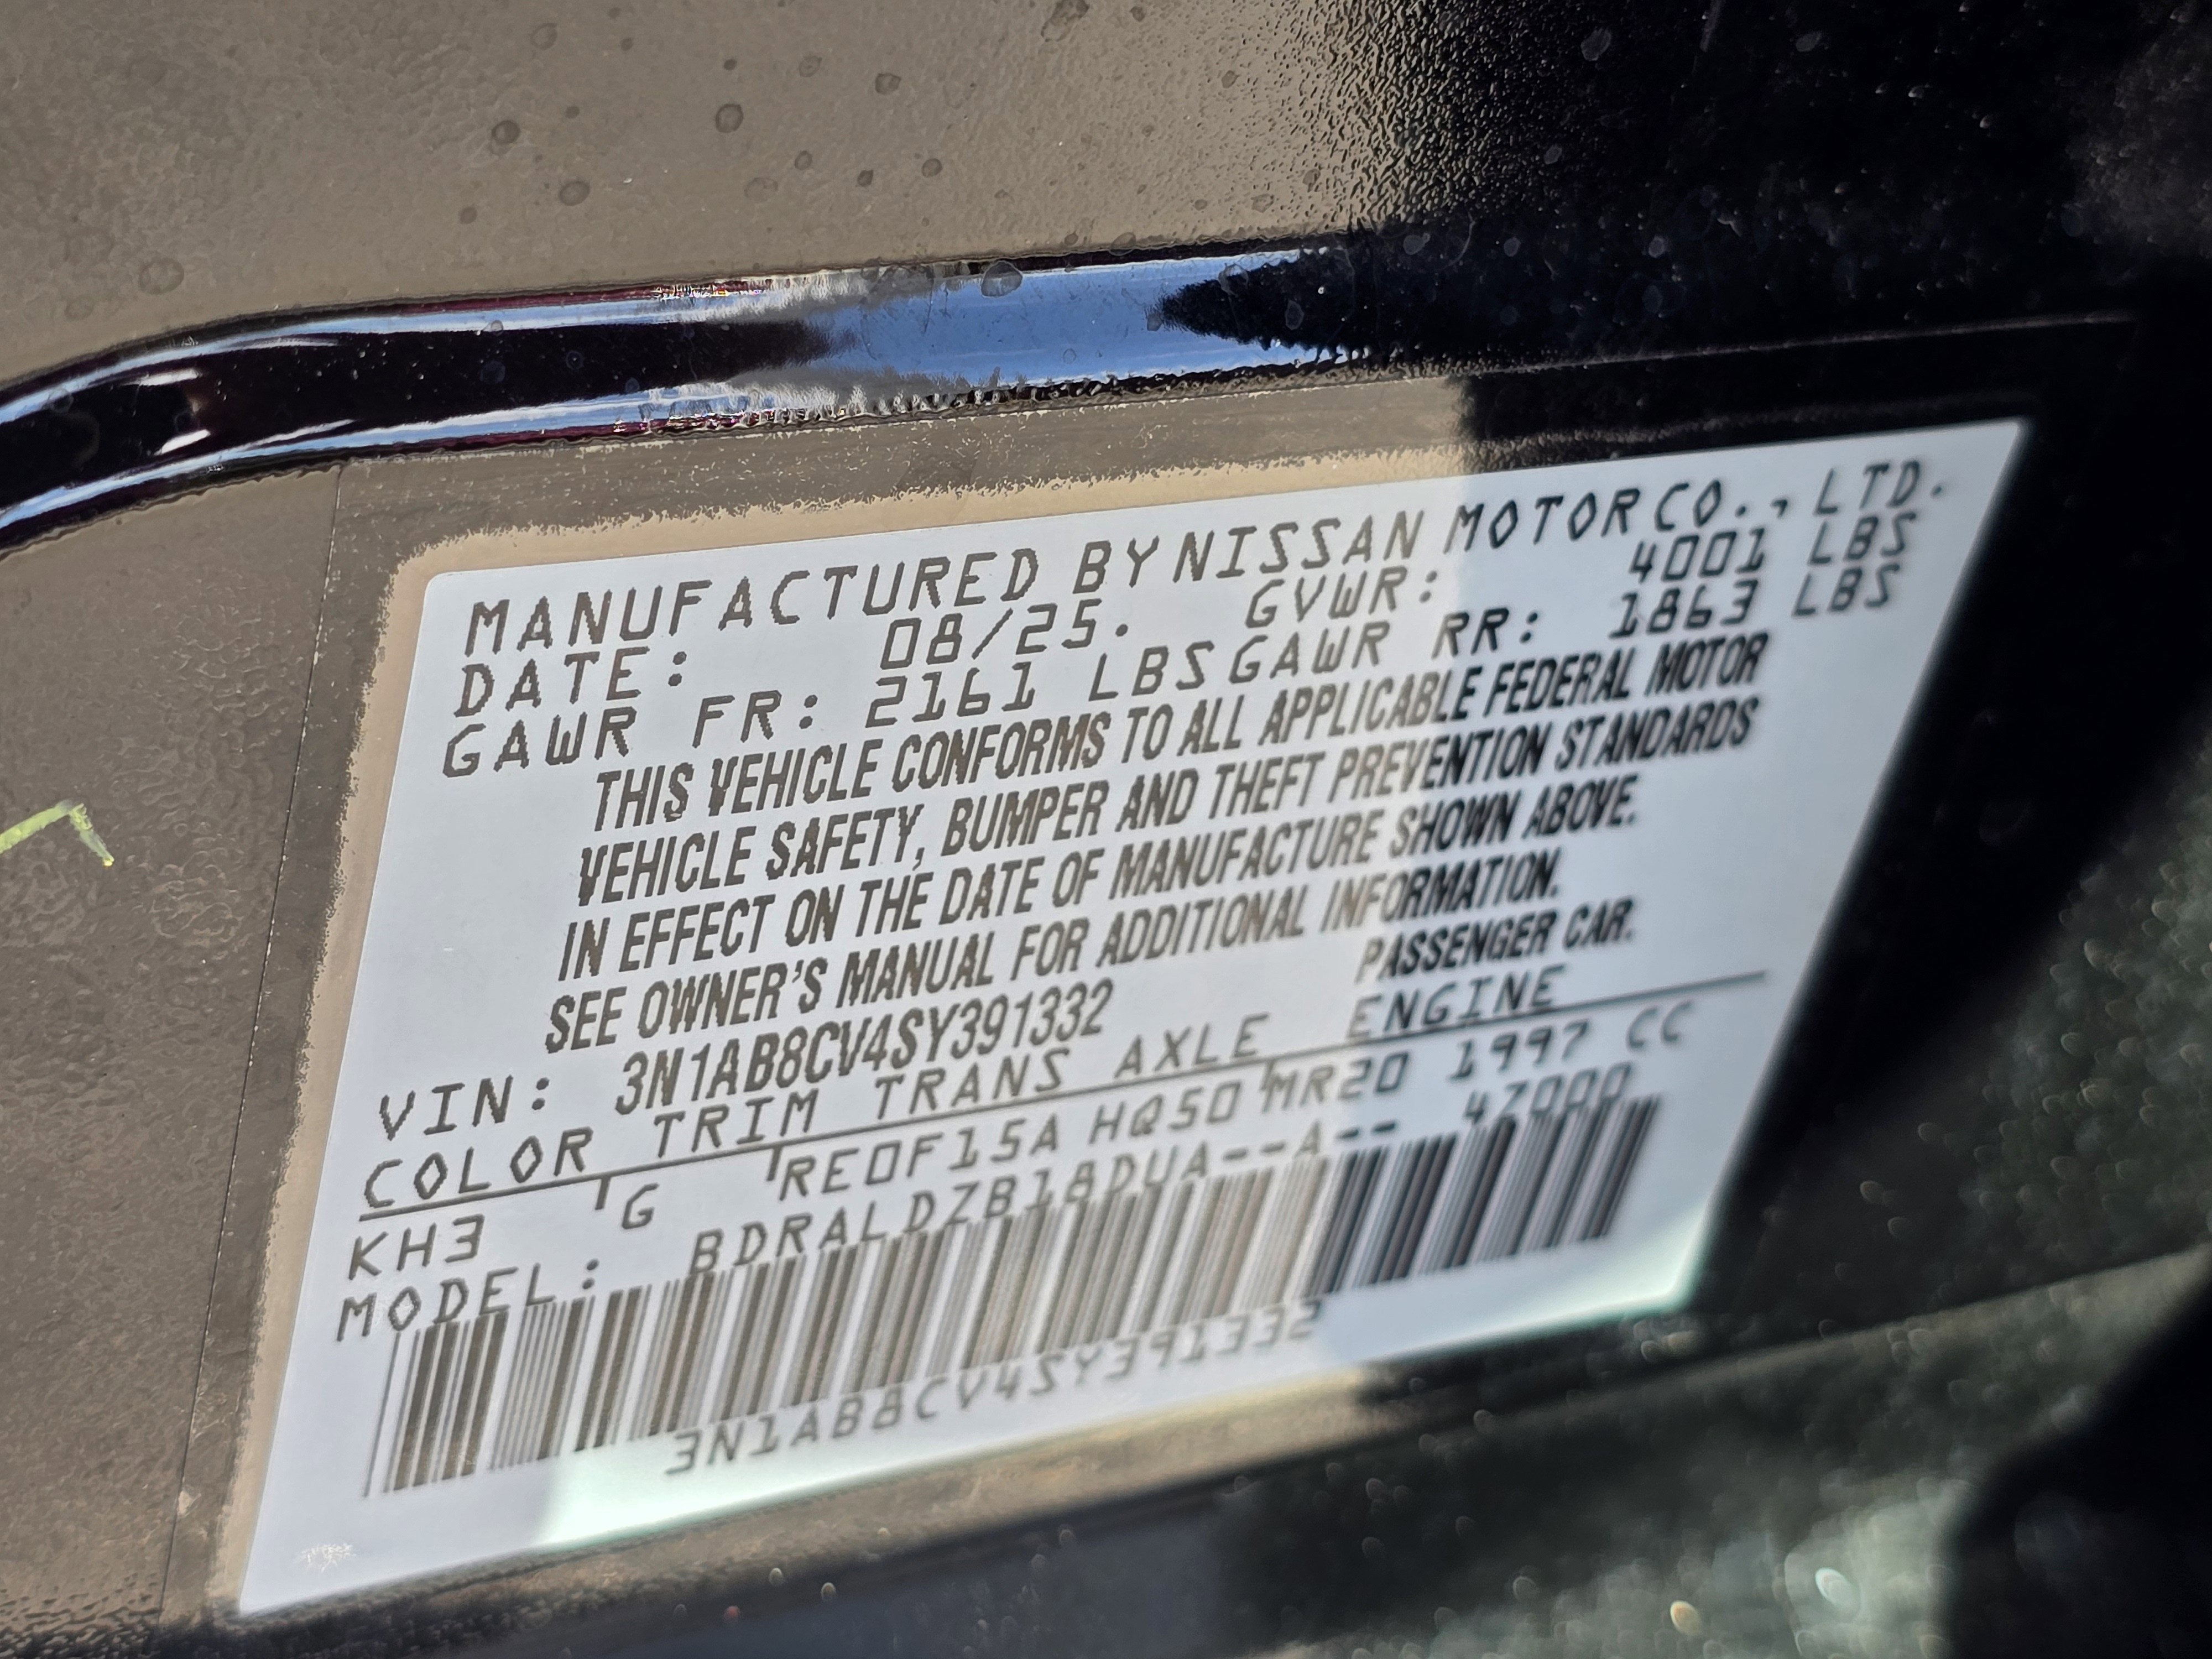 MANUFACTURED BY NISSAN MOTOR CO., LTD.
DATE: 08/25. GVWR: 4001 LBS
GAWR FR: 2161 LBS GAWR RR: 1863 LBS
THIS VEHICLE CONFORMS TO ALL APPLICABLE FEDERAL MOTOR
VEHICLE SAFETY, BUMPER AND THEFT PREVENTION STANDARDS
IN EFFECT ON THE DATE OF MANUFACTURE SHOWN ABOVE.
SEE OWNER'S MANUAL FOR ADDITIONAL INFORMATION.
VIN: 3N1AB8CV4SY391332 PASSENGER CAR.
COLOR TRIM TRANS AXLE ENGINE
KH3 G RE0F15A HQ50 MR20 1997 CC
MODEL: BDRALDZB18DUA--A-- 47000
3N1AB8CV4SY391332